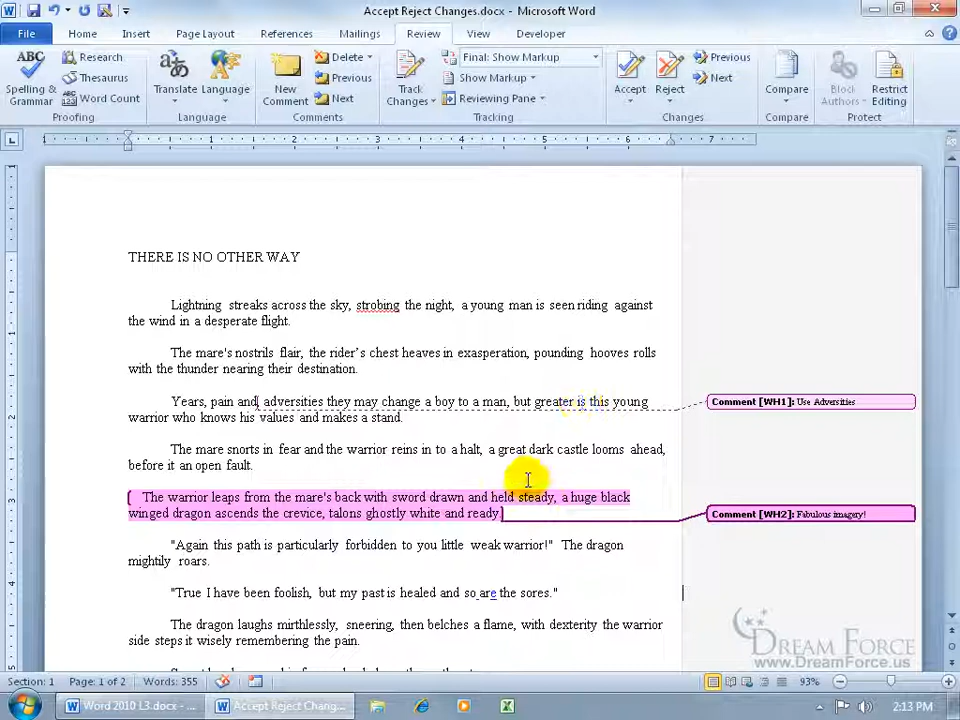 Accept Reject Changes.docx - Microsoft Word
File Home Insert Page Layout References Mailings Review View Developer
ABC Spelling & Grammar
Research
Thesaurus
Word Count
Proofing
Translate Language
Language
New Comment
Delete
Previous
Next
Comments
Track Changes
Final: Show Markup
Show Markup
Reviewing Pane
Tracking
Accept Reject
Previous
Next
Changes
Compare
Compare
Block Authors
Restrict Editing
Protect
1 1 2 3 4 5 6 7
THERE IS NO OTHER WAY
Lightning streaks across the sky, strobing the night, a young man is seen riding against
the wind in a desperate flight.
The mare's nostrils flair, the rider's chest heaves in exasperation, pounding hooves rolls
with the thunder nearing their destination.
Years, pain and, adversities they may change a boy to a man, but greater is this young
warrior who knows his values and makes a stand.
Comment [WH1]: Use Adversities
The mare snorts in fear and the warrior reins in to a halt, a great dark castle looms ahead,
before it an open fault.
The warrior leaps from the mare's back with sword drawn and held steady, a huge black
winged dragon ascends the crevice, talons ghostly white and ready.
Comment [WH2]: Fabulous imagery!
"Again this path is particularly forbidden to you little weak warrior!" The dragon
mightily roars.
"True I have been foolish, but my past is healed and so are the sores."
The dragon laughs mirthlessly, sneering, then belches a flame, with dexterity the warrior
side steps it wisely remembering the pain.
DREAM FORCE
www.DreamForce.us
Section: 1 Page: 1 of 2 Words: 355 93%
Word 2010 L3.docx - ... Accept Reject Chang... 2:13 PM